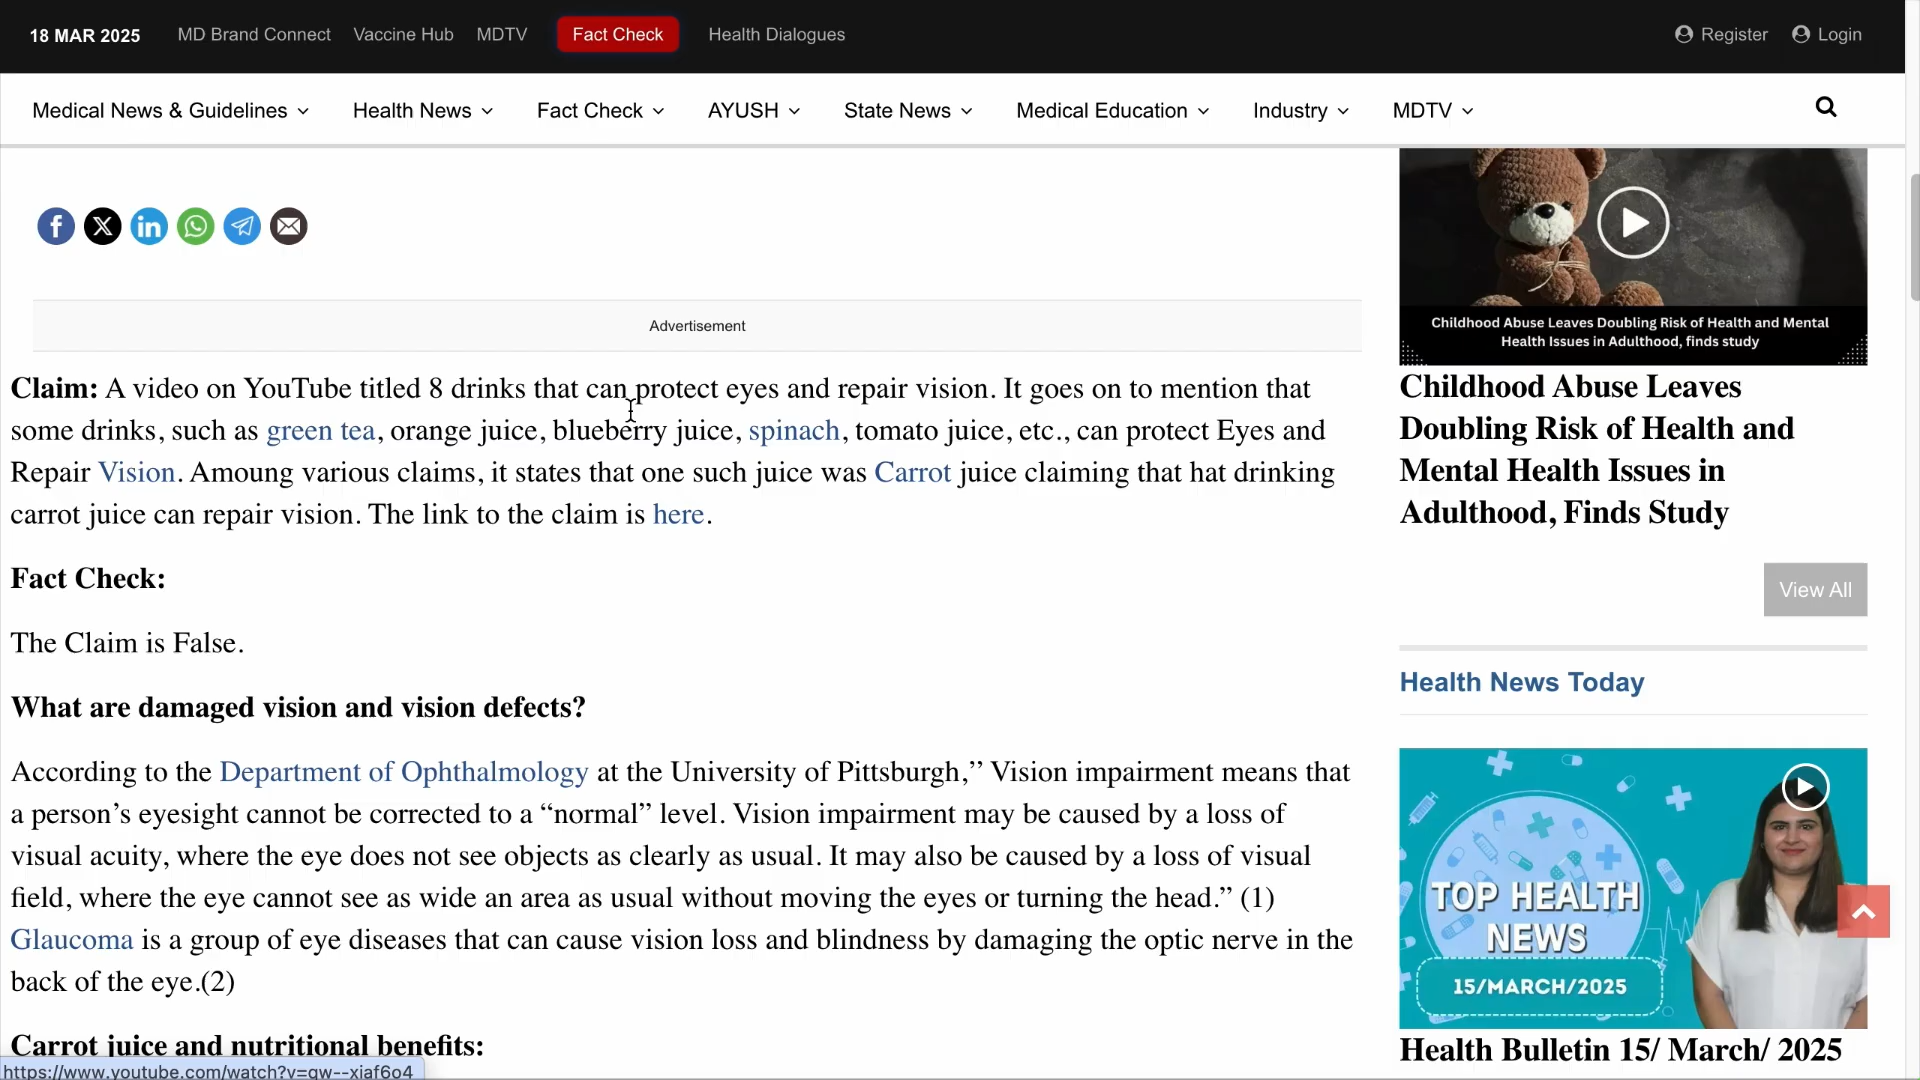 18 MAR 2025 MD Brand Connect Vaccine Hub MDTV Fact Check Health Dialogues Register Login
Medical News & Guidelines Health News Fact Check AYUSH State News Medical Education Industry MDTV
Advertisement
Claim: A video on YouTube titled 8 drinks that can protect eyes and repair vision. It goes on to mention that
some drinks, such as green tea, orange juice, blueberry juice, spinach, tomato juice, etc., can protect Eyes and
Repair Vision. Amoung various claims, it states that one such juice was Carrot juice claiming that hat drinking
carrot juice can repair vision. The link to the claim is here.
Fact Check:
The Claim is False.
What are damaged vision and vision defects?
According to the Department of Ophthalmology at the University of Pittsburgh,’’ Vision impairment means that
a person’s eyesight cannot be corrected to a “normal” level. Vision impairment may be caused by a loss of
visual acuity, where the eye does not see objects as clearly as usual. It may also be caused by a loss of visual
field, where the eye cannot see as wide an area as usual without moving the eyes or turning the head.” (1)
Glaucoma is a group of eye diseases that can cause vision loss and blindness by damaging the optic nerve in the
back of the eye.(2)
Carrot juice and nutritional benefits:
https://www.youtube.com/watch?v=gw--xiaf6o4
Childhood Abuse Leaves Doubling Risk of Health and Mental
Health Issues in Adulthood, finds study
Childhood Abuse Leaves
Doubling Risk of Health and
Mental Health Issues in
Adulthood, Finds Study
View All
Health News Today
TOP HEALTH
NEWS
15/MARCH/2025
Health Bulletin 15/ March/ 2025